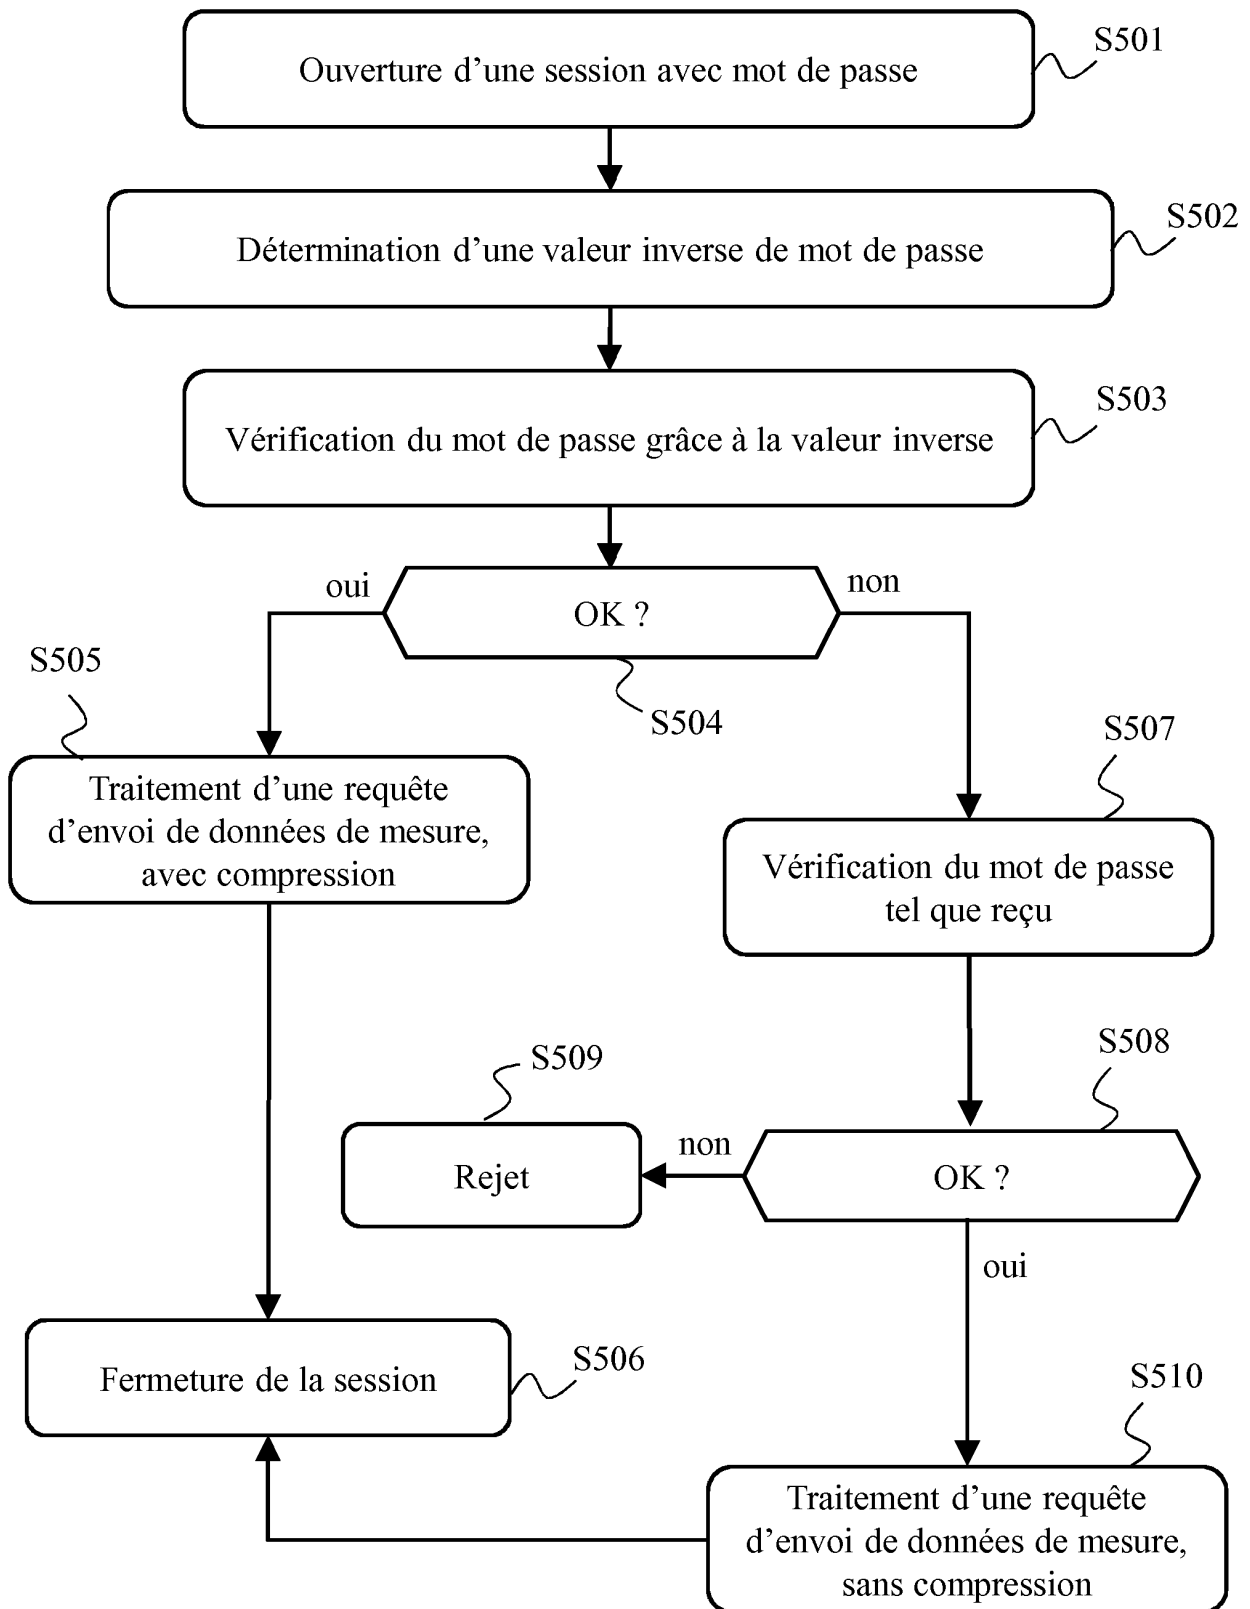 Ouverture d’une session avec mot de passe
S501
Détermination d’une valeur inverse de mot de passe
S502
Vérification du mot de passe grâce à la valeur inverse
S503
oui
OK ?
non
S504
S505
Traitement d’une requête
d’envoi de données de mesure,
avec compression
S507
Vérification du mot de passe
tel que reçu
S508
S509
Rejet
non
OK ?
oui
Fermeture de la session
S506
S510
Traitement d’une requête
d’envoi de données de mesure,
sans compression